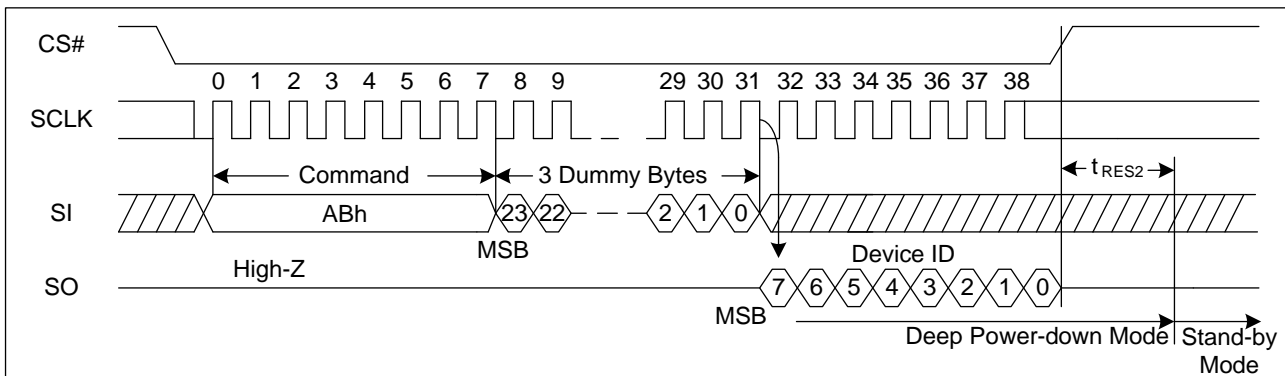 CS#
0 1 2 3 4 5 6 7 8 9 29 30 31 32 33 34 35 36 37 38
SCLK
Command 3 Dummy Bytes tRES2
SI ABh 23 22 2 1 0
MSB
High-Z Device ID
SO 7 6 5 4 3 2 1 0
MSB
Deep Power-down Mode Stand-by
Mode